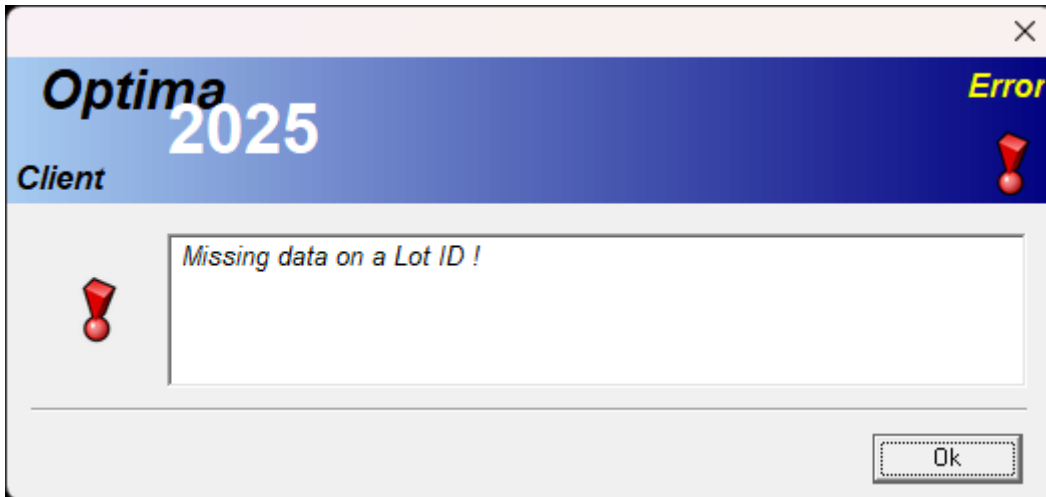 Optima
2025
Error
Client
Missing data on a Lot ID !
Ok